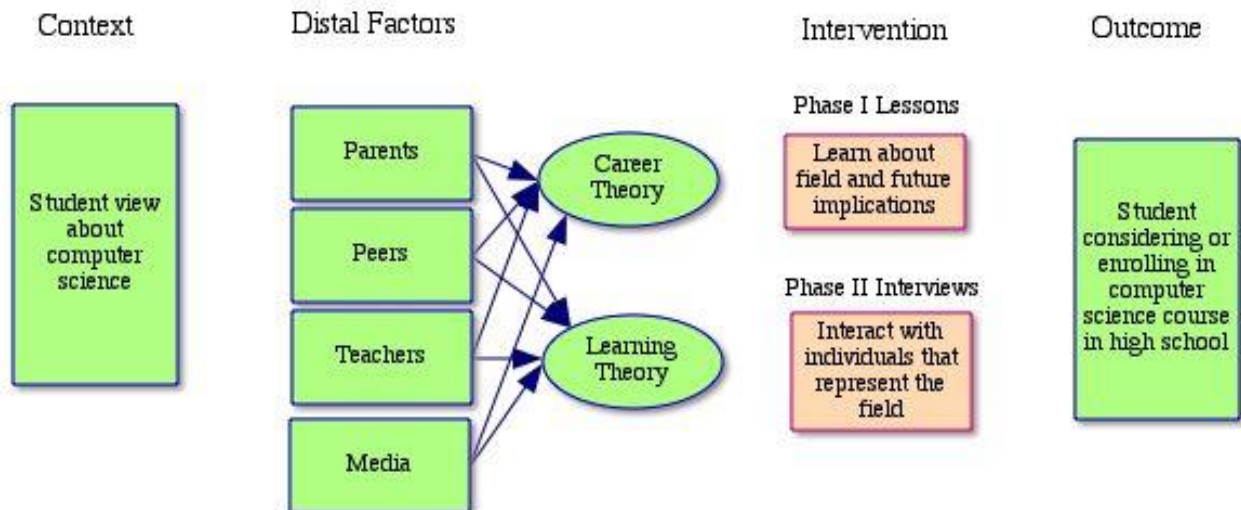 Context
Distal Factors
Intervention
Outcome
Student view
about
computer
science
Parents
Peers
Teachers
Media
Career
Theory
Learning
Theory
Phase I Lessons
Learn about
field and future
implications
Phase II Interviews
Interact with
individuals that
represent the
field
Student
considering or
enrolling in
computer
science course
in high school